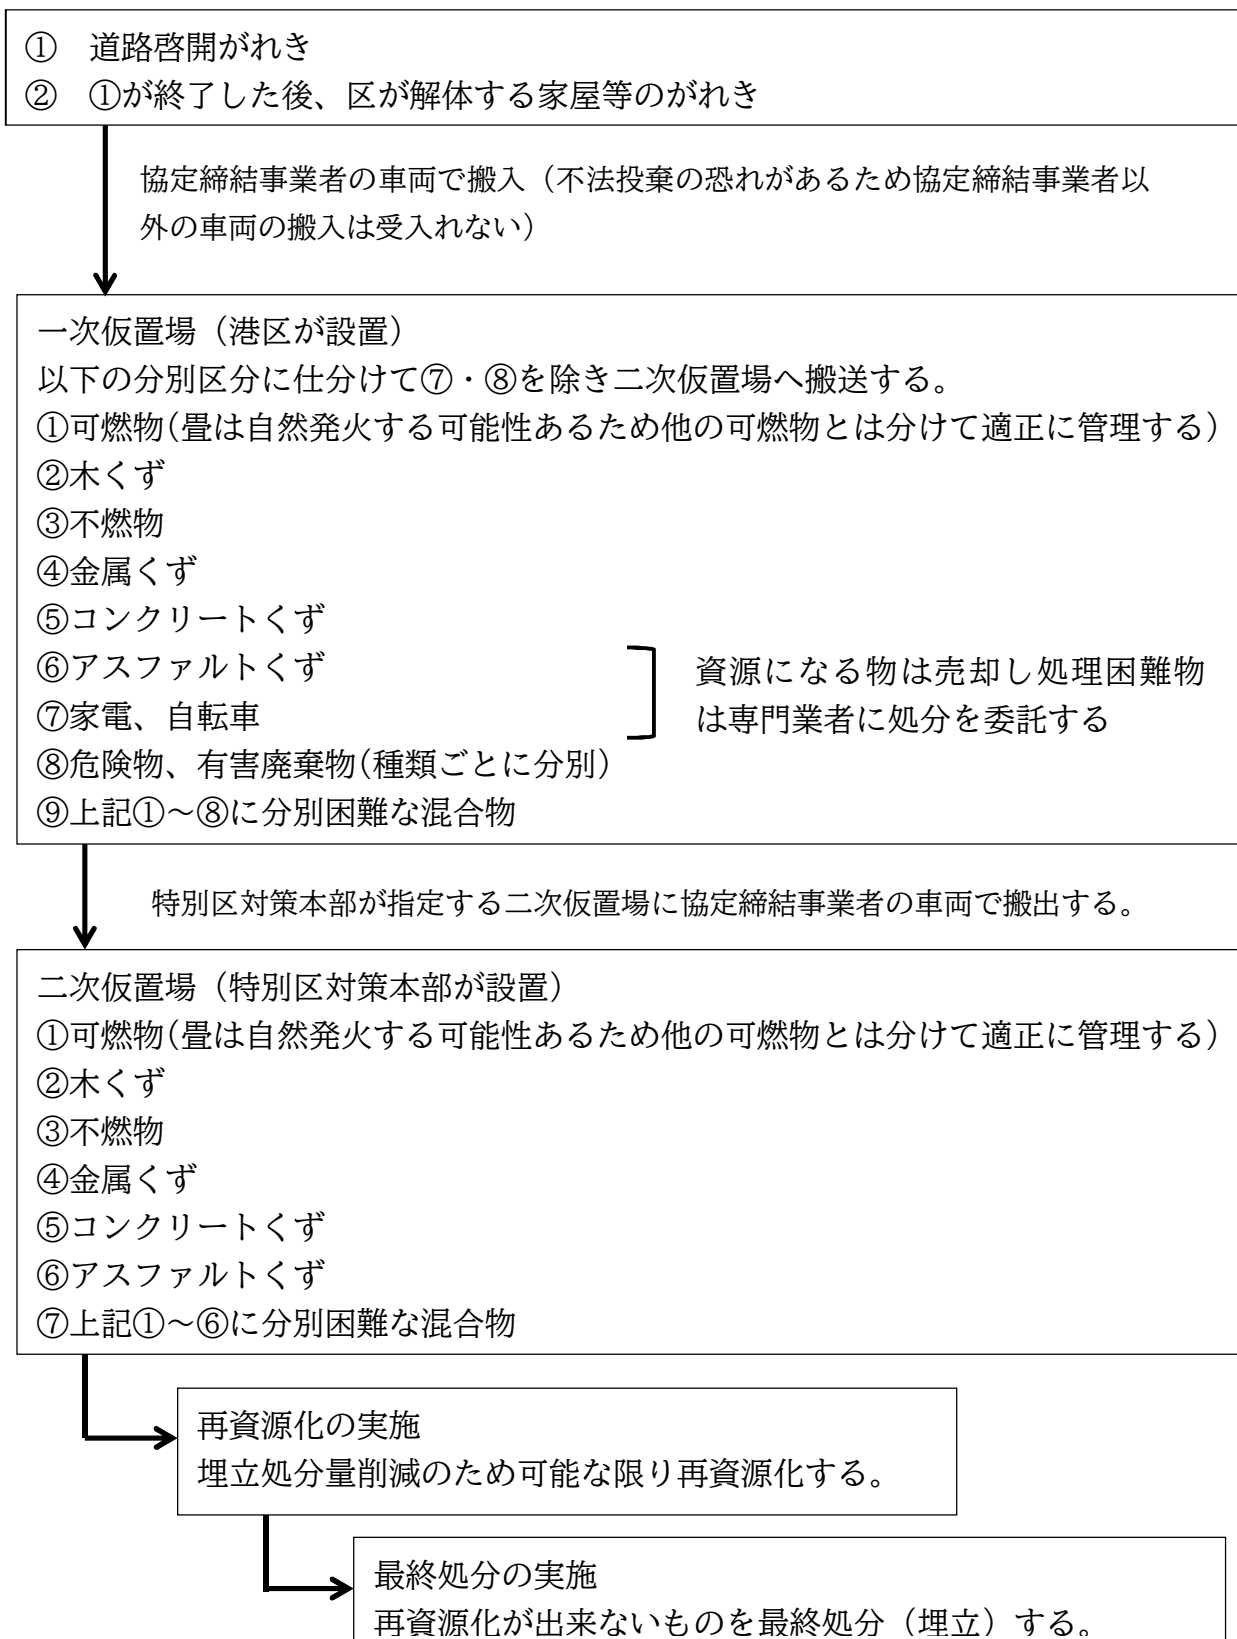 ① 道路啓開がれき
② ①が終了した後、区が解体する家屋等のがれき
協定締結事業者の車両で搬入（不法投棄の恐れがあるため協定締結事業者以
外の車両の搬入は受入れない）
一次仮置場（港区が設置）
以下の分別区分に仕分けて⑦・⑧を除き二次仮置場へ搬送する。
①可燃物(畳は自然発火する可能性あるため他の可燃物とは分けて適正に管理する)
②木くず
③不燃物
④金属くず
⑤コンクリートくず
⑥アスファルトくず
⑦家電、自転車
資源になる物は売却し処理困難物
は専門業者に処分を委託する
⑧危険物、有害廃棄物(種類ごとに分別)
⑨上記①～⑧に分別困難な混合物
特別区対策本部が指定する二次仮置場に協定締結事業者の車両で搬出する。
二次仮置場（特別区対策本部が設置）
①可燃物(畳は自然発火する可能性あるため他の可燃物とは分けて適正に管理する)
②木くず
③不燃物
④金属くず
⑤コンクリートくず
⑥アスファルトくず
⑦上記①～⑥に分別困難な混合物
再資源化の実施
埋立処分量削減のため可能な限り再資源化する。
最終処分の実施
再資源化が出来ないものを最終処分（埋立）する。